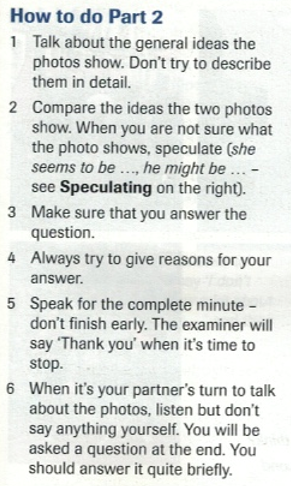 How to do Part 2
1 Talk about the general ideas the
photos show. Don't try to describe
them in detail.
2 Compare the ideas the two photos
show. When you are not sure what
the photo shows, speculate (she
seems to be ..., he might be ... –
see Speculating on the right).
3 Make sure that you answer the
question.
4 Always try to give reasons for your
answer.
5 Speak for the complete minute –
don't finish early. The examiner will
say 'Thank you' when it's time to
stop.
6 When it's your partner's turn to talk
about the photos, listen but don't
say anything yourself. You will be
asked a question at the end. You
should answer it quite briefly.